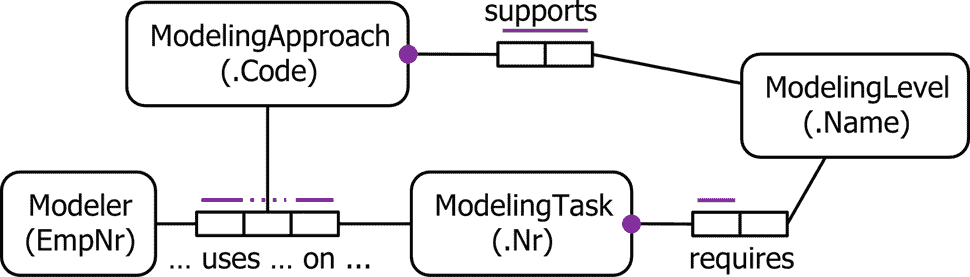 supports
ModelingApproach
(.Code)
ModelingLevel
(.Name)
Modeler
(EmpNr)
ModelingTask
(.Nr)
... uses ... on ...
requires